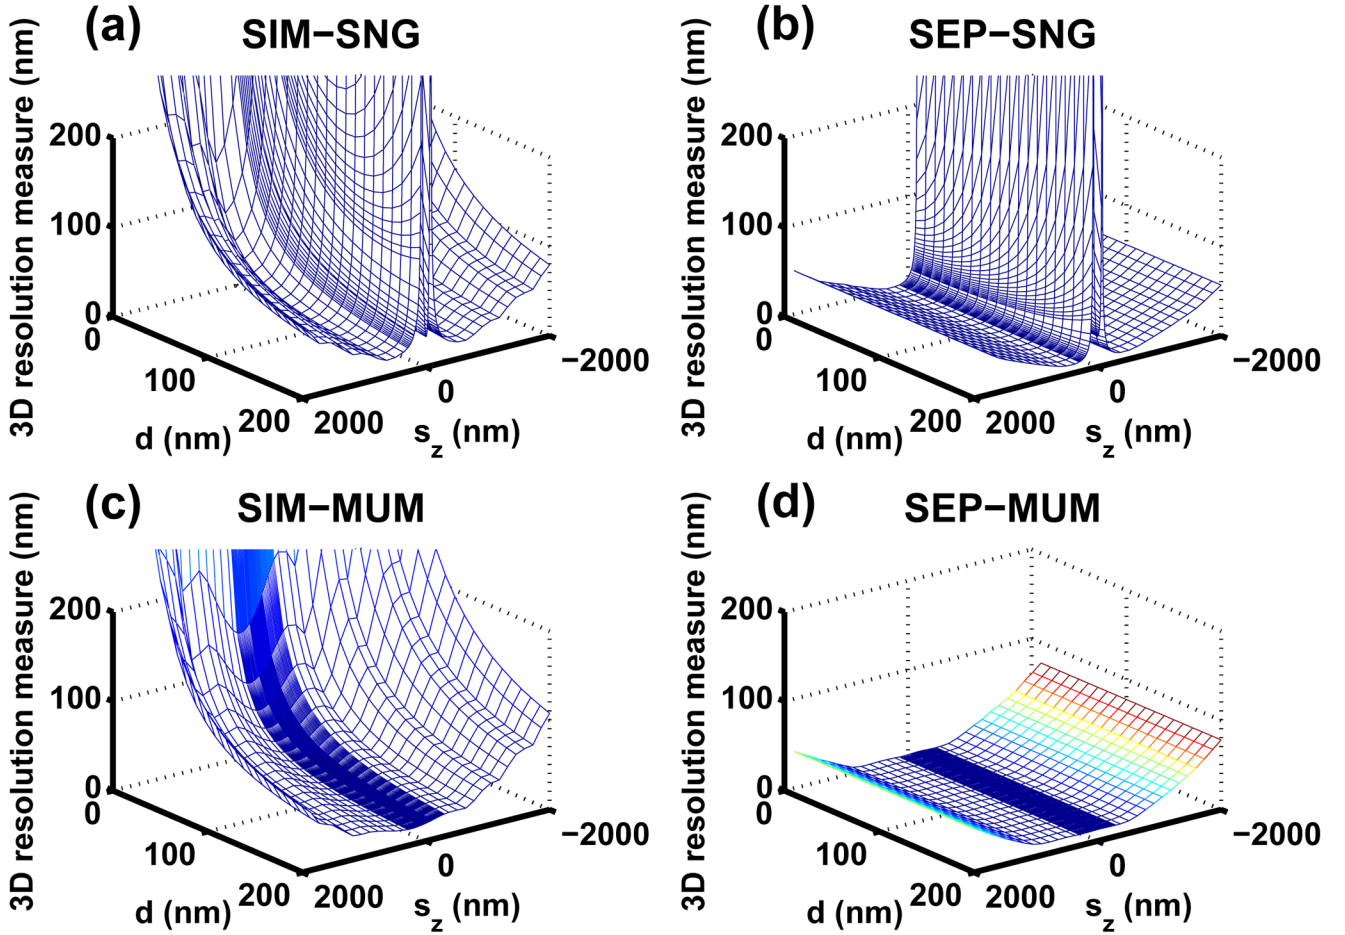 (a)
SIM−SNG
3D resolution measure (nm)
200
100
0
0
100
200
d (nm)
2000
0
−2000
s_z (nm)
(b)
SEP−SNG
3D resolution measure (nm)
200
100
0
0
100
200
d (nm)
2000
0
−2000
s_z (nm)
(c)
SIM−MUM
3D resolution measure (nm)
200
100
0
0
100
200
d (nm)
2000
0
−2000
s_z (nm)
(d)
SEP−MUM
3D resolution measure (nm)
200
100
0
0
100
200
d (nm)
2000
0
−2000
s_z (nm)